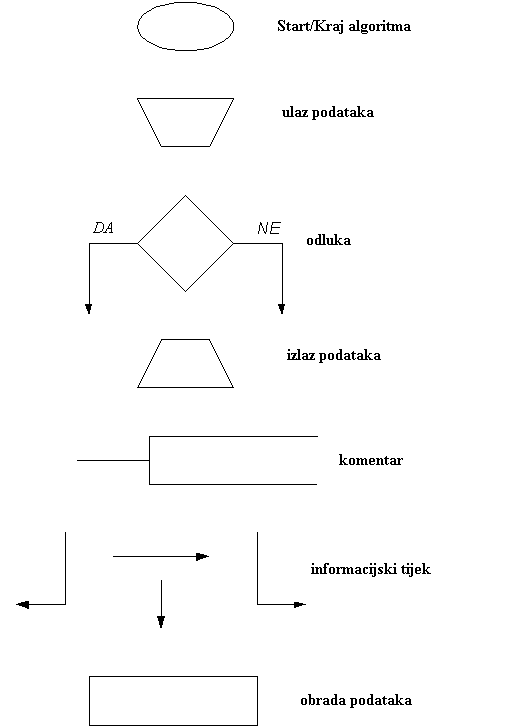 Start/Kraj algoritma
ulaz podataka
DA
NE
odluka
izlaz podataka
komentar
informacijski tijek
obrada podataka